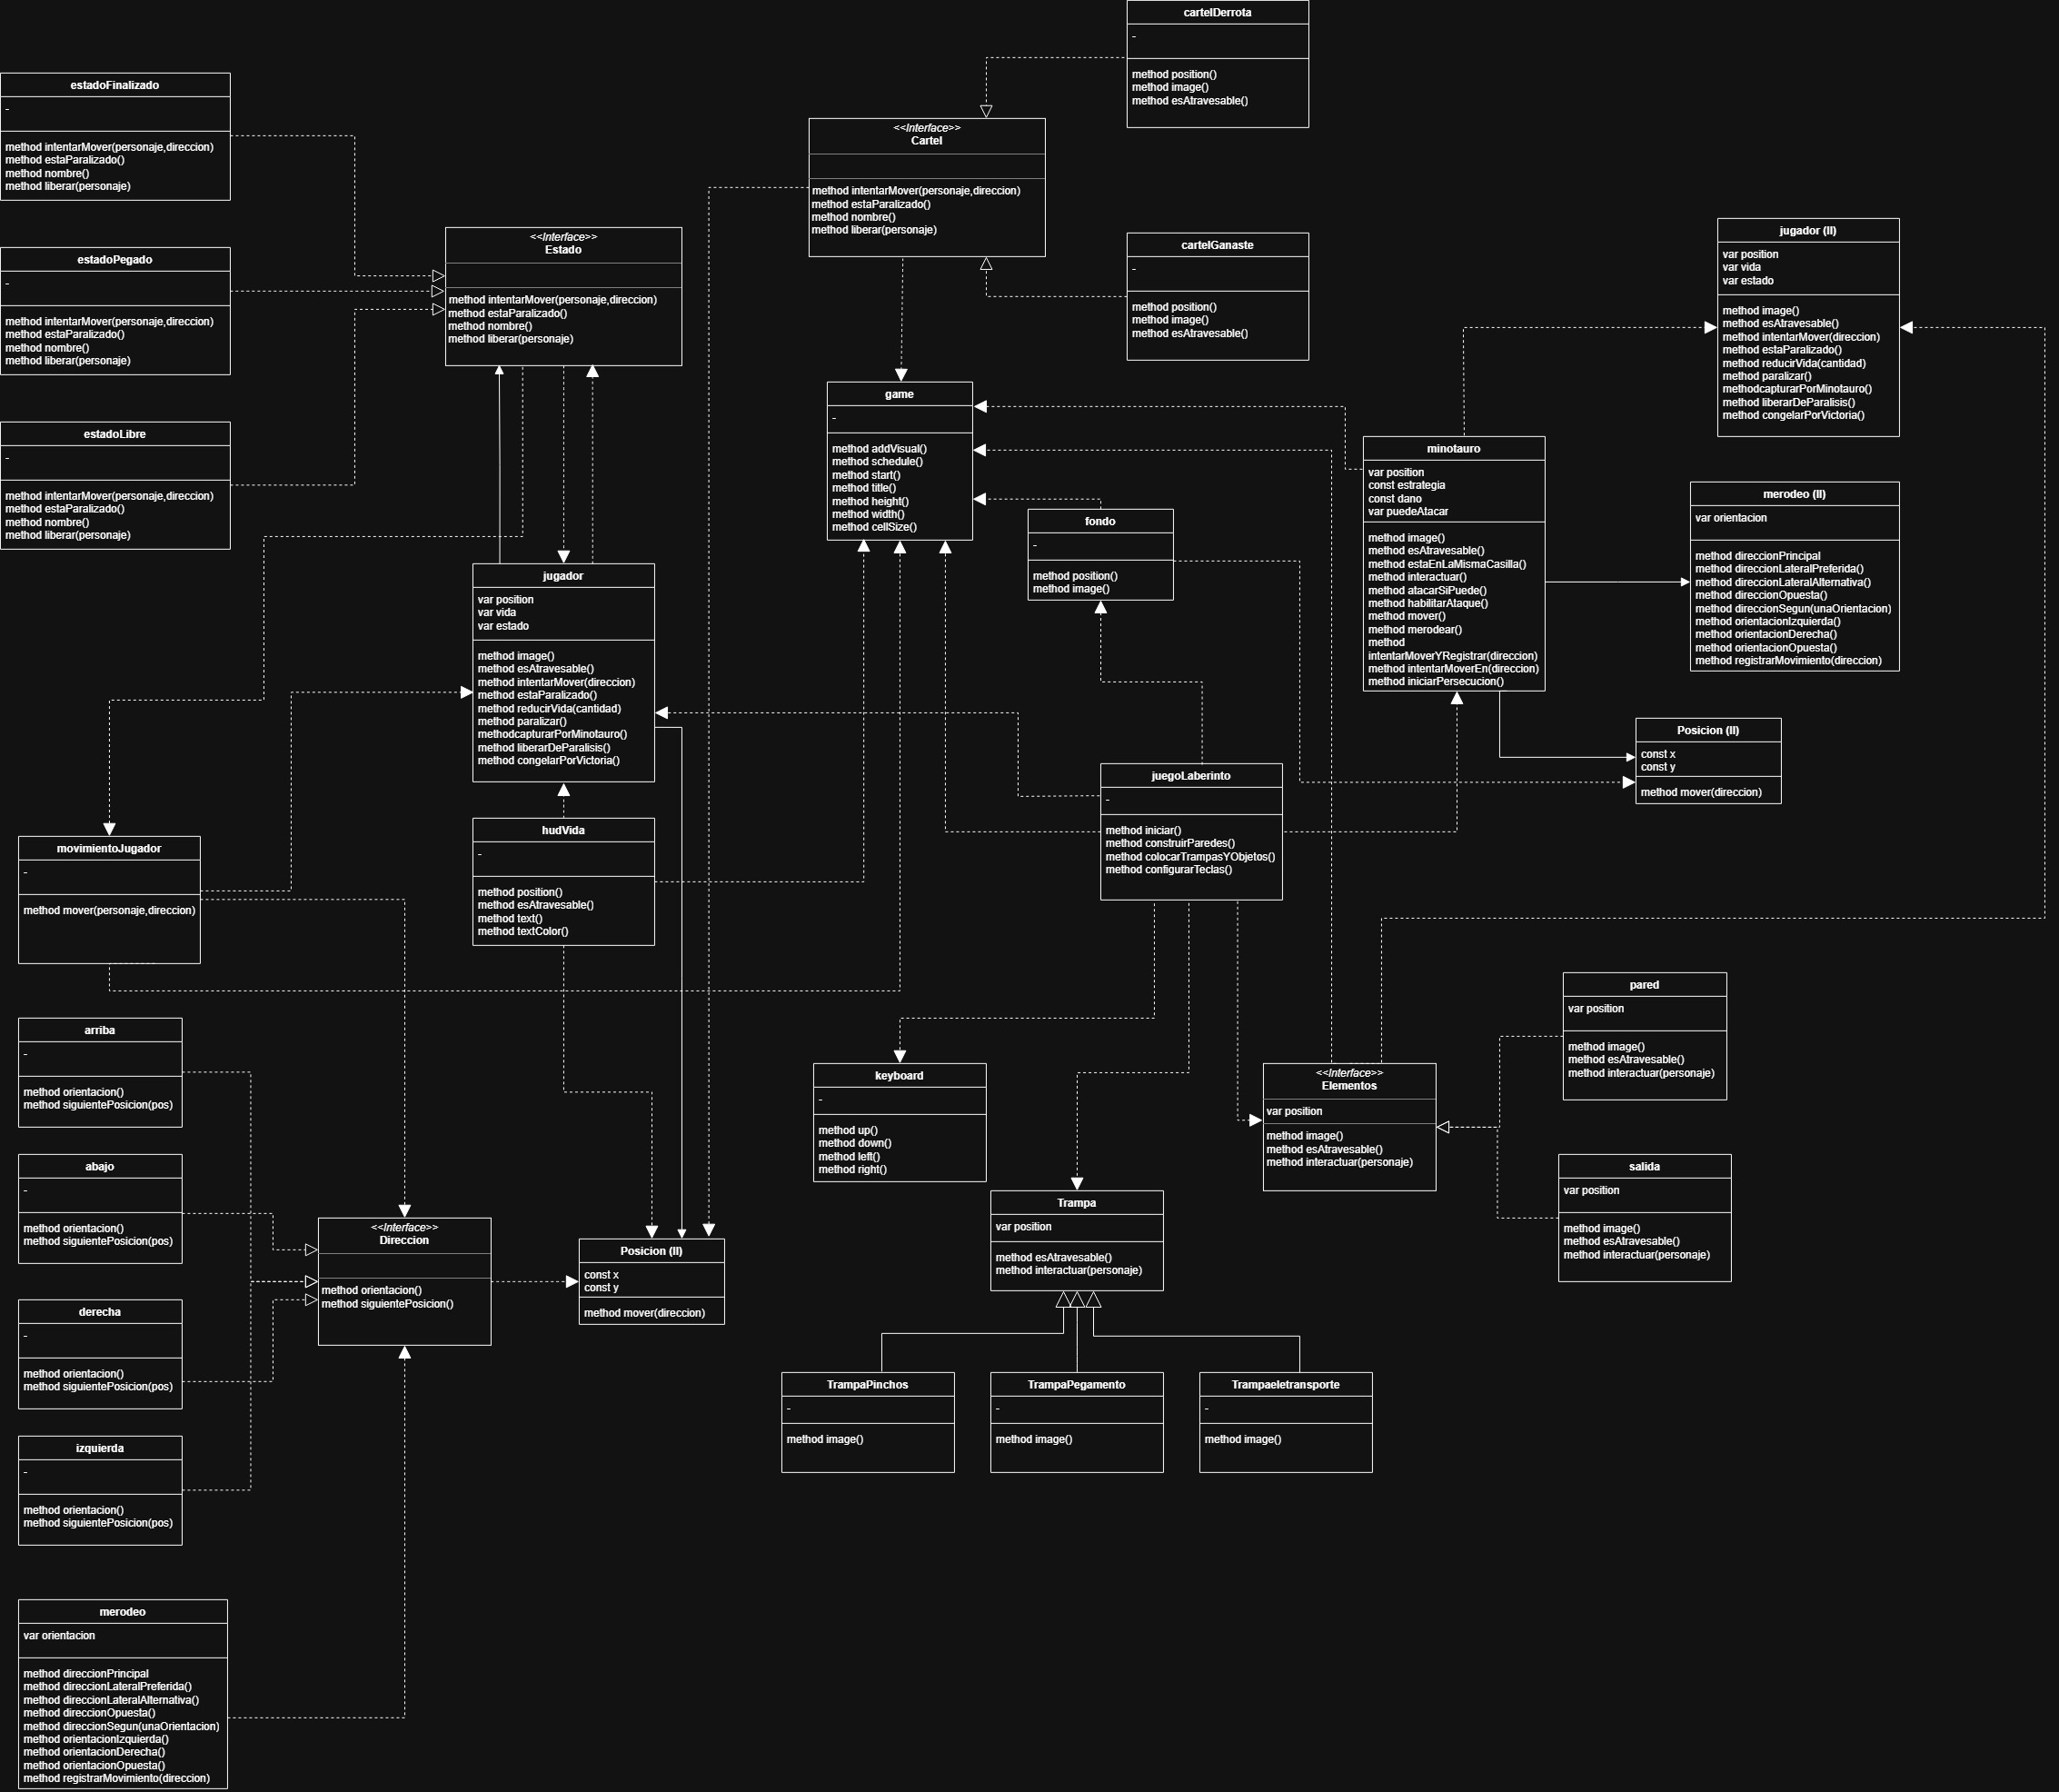 cartelDerrota
-
method position()
method image()
method esAtravesable()
estadoFinalizado
-
method intentarMover(personaje,direccion)
method estaParalizado()
method nombre()
method liberar(personaje)
<<Interface>>
Cartel
method intentarMover(personaje,direccion)
method estaParalizado()
method nombre()
method liberar(personaje)
estadoPegado
-
method intentarMover(personaje,direccion)
method estaParalizado()
method nombre()
method liberar(personaje)
<<Interface>>
Estado
method intentarMover(personaje,direccion)
method estaParalizado()
method nombre()
method liberar(personaje)
cartelGanaste
-
method position()
method image()
method esAtravesable()
jugador (II)
var position
var vida
var estado
method image()
method esAtravesable()
method intentarMover(direccion)
method estaParalizado()
method reducirVida(cantidad)
method paralizar()
methodcapturarPorMinotauro()
method liberarDeParalisis()
method congelarPorVictoria()
estadoLibre
-
method intentarMover(personaje,direccion)
method estaParalizado()
method nombre()
method liberar(personaje)
game
-
method addVisual()
method schedule()
method start()
method title()
method height()
method width()
method cellSize()
minotauro
var position
const estrategia
const dano
var puedeAtacar
method image()
method esAtravesable()
method estaEnLaMismaCasilla()
method interactuar()
method atacarSiPuede()
method habilitarAtaque()
method mover()
method merodear()
method
intentarMoverYRegistrar(direccion)
method intentarMoverEn(direccion)
method iniciarPersecucion()
merodeo (II)
var orientacion
method direccionPrincipal
method direccionLateralPreferida()
method direccionLateralAlternativa()
method direccionOpuesta()
method direccionSegun(unaOrientacion)
method orientacionIzquierda()
method orientacionDerecha()
method orientacionOpuesta()
method registrarMovimiento(direccion)
fondo
-
method position()
method image()
jugador
var position
var vida
var estado
method image()
method esAtravesable()
method intentarMover(direccion)
method estaParalizado()
method reducirVida(cantidad)
method paralizar()
methodcapturarPorMinotauro()
method liberarDeParalisis()
method congelarPorVictoria()
Posicion (II)
const x
const y
method mover(direccion)
juegoLaberinto
-
method iniciar()
method construirParedes()
method colocarTrampasYObjetos()
method configurarTeclas()
hudVida
-
method position()
method esAtravesable()
method text()
method textColor()
movimientoJugador
-
method mover(personaje,direccion)
pared
var position
method image()
method esAtravesable()
method interactuar(personaje)
arriba
-
method orientacion()
method siguientePosicion(pos)
keyboard
-
method up()
method down()
method left()
method right()
<<Interface>>
Elementos
var position
method image()
method esAtravesable()
method interactuar(personaje)
abajo
-
method orientacion()
method siguientePosicion(pos)
salida
var position
method image()
method esAtravesable()
method interactuar(personaje)
Trampa
var position
method esAtravesable()
method interactuar(personaje)
<<Interface>>
Direccion
method orientacion()
method siguientePosicion()
Posicion (II)
const x
const y
method mover(direccion)
derecha
-
method orientacion()
method siguientePosicion(pos)
TrampaPinchos
-
method image()
TrampaPegamento
-
method image()
Trampaeletransporte
-
method image()
izquierda
-
method orientacion()
method siguientePosicion(pos)
merodeo
var orientacion
method direccionPrincipal
method direccionLateralPreferida()
method direccionLateralAlternativa()
method direccionOpuesta()
method direccionSegun(unaOrientacion)
method orientacionIzquierda()
method orientacionDerecha()
method orientacionOpuesta()
method registrarMovimiento(direccion)